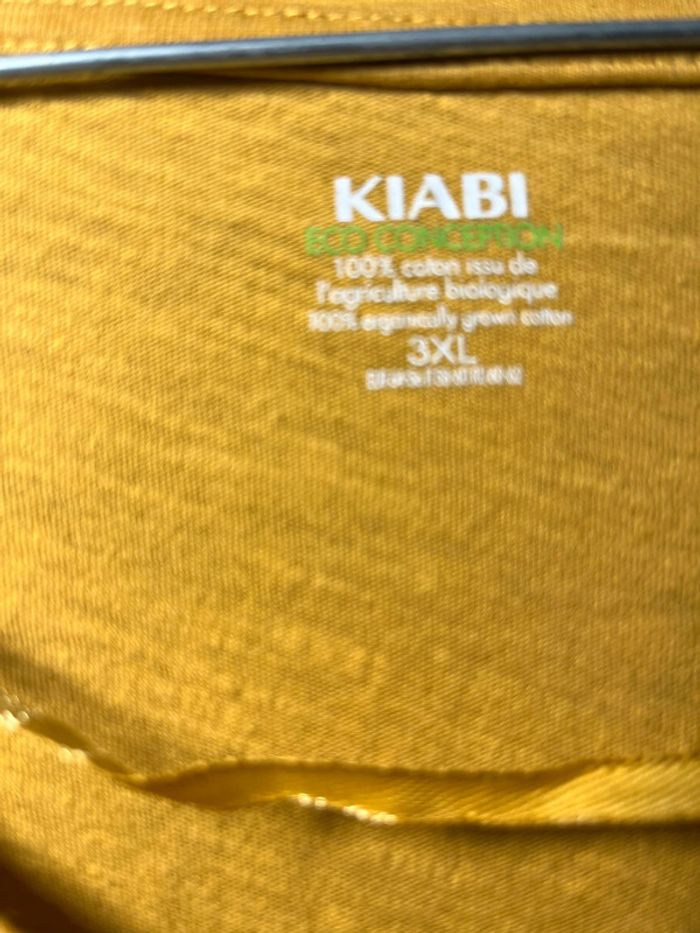 KIABI
ECO CONCEPTION
100% coton issu de
l'agriculture biologique
100% organically grown cotton
3XL